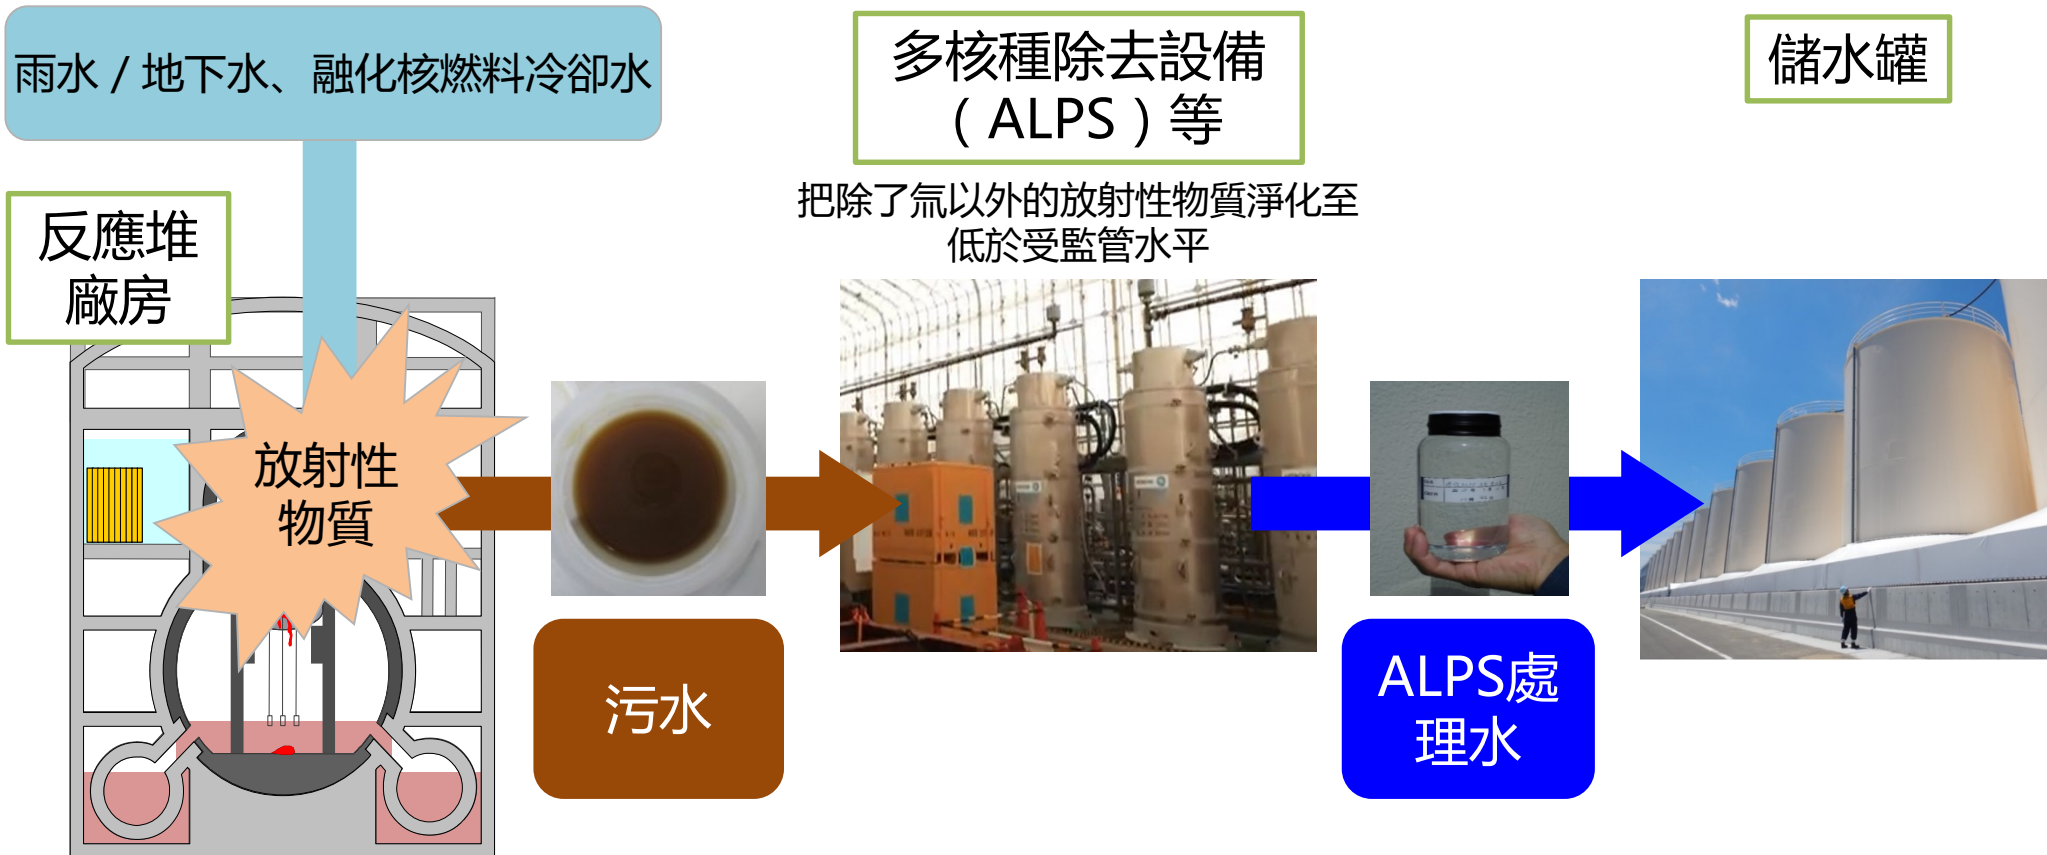 雨水／地下水、融化核燃料冷卻水
反應堆
廠房
放射性
物質
污水
多核種除去設備
（ALPS）等
把除了氚以外的放射性物質淨化至
低於受監管水平
ALPS處
理水
儲水罐